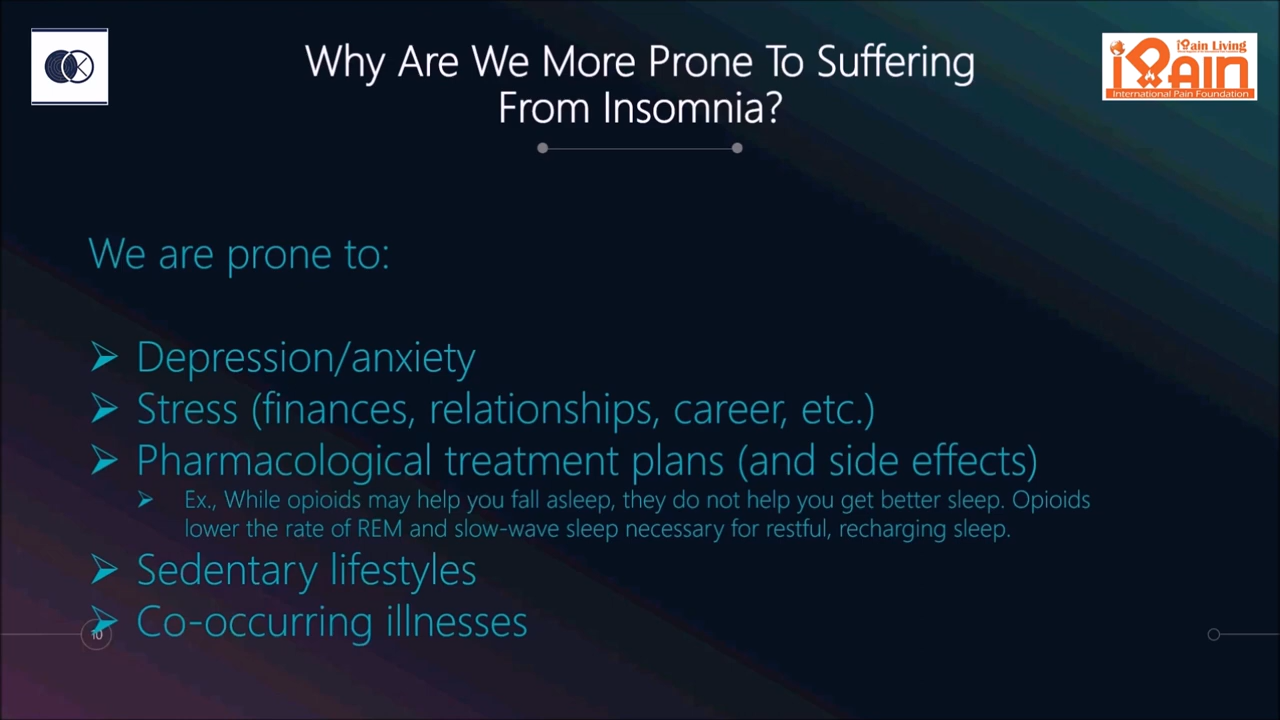 Why Are We More Prone To Suffering
From Insomnia?
iPain Living
iPAIN
International Pain Foundation
We are prone to:
➢ Depression/anxiety
➢ Stress (finances, relationships, career, etc.)
➢ Pharmacological treatment plans (and side effects)
➢ Ex., While opioids may help you fall asleep, they do not help you get better sleep. Opioids
lower the rate of REM and slow-wave sleep necessary for restful, recharging sleep.
➢ Sedentary lifestyles
➢ Co-occurring illnesses
10